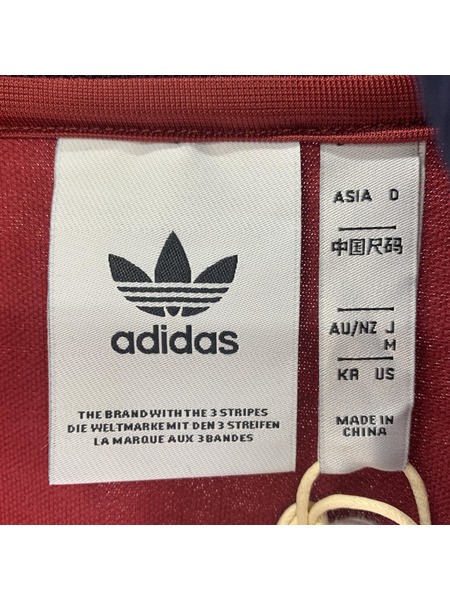 adidas
THE BRAND WITH THE 3 STRIPES
DIE WELTMARKE MIT DEN 3 STREIFEN
LA MARQUE AUX 3 BANDES
ASIA O
中国尺码
AU/NZ J
M
KR US
MADE IN
CHINA